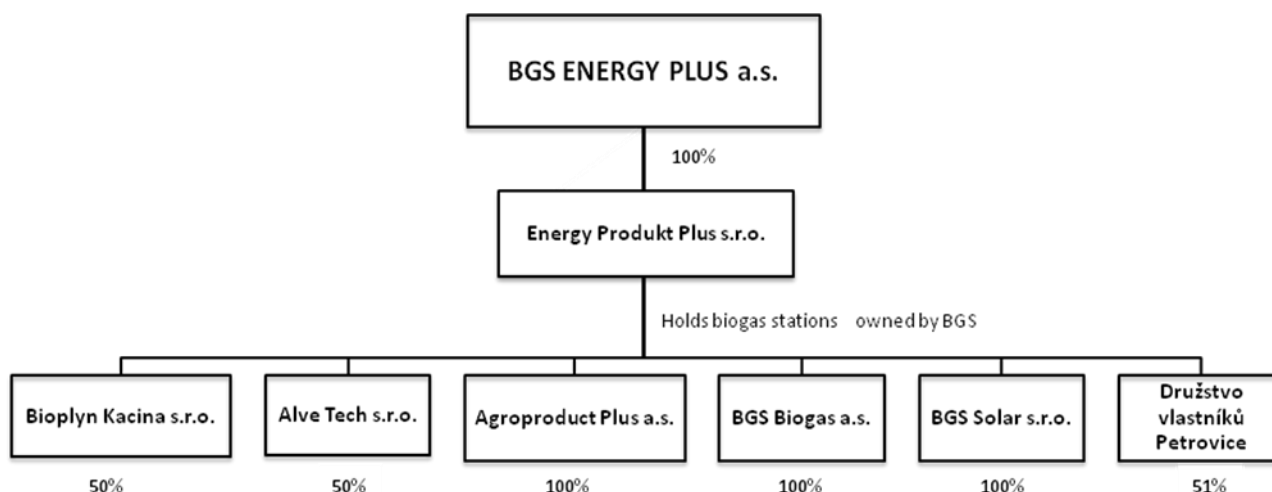 BGS ENERGY PLUS a.s.
100%
Energy Produkt Plus s.r.o.
Holds biogas stations owned by BGS
Bioplyn Kacina s.r.o.
Alve Tech s.r.o.
Agroproduct Plus a.s.
BGS Biogas a.s.
BGS Solar s.r.o.
Družstvo
vlastníků
Petrovice
50%
50%
100%
100%
100%
51%